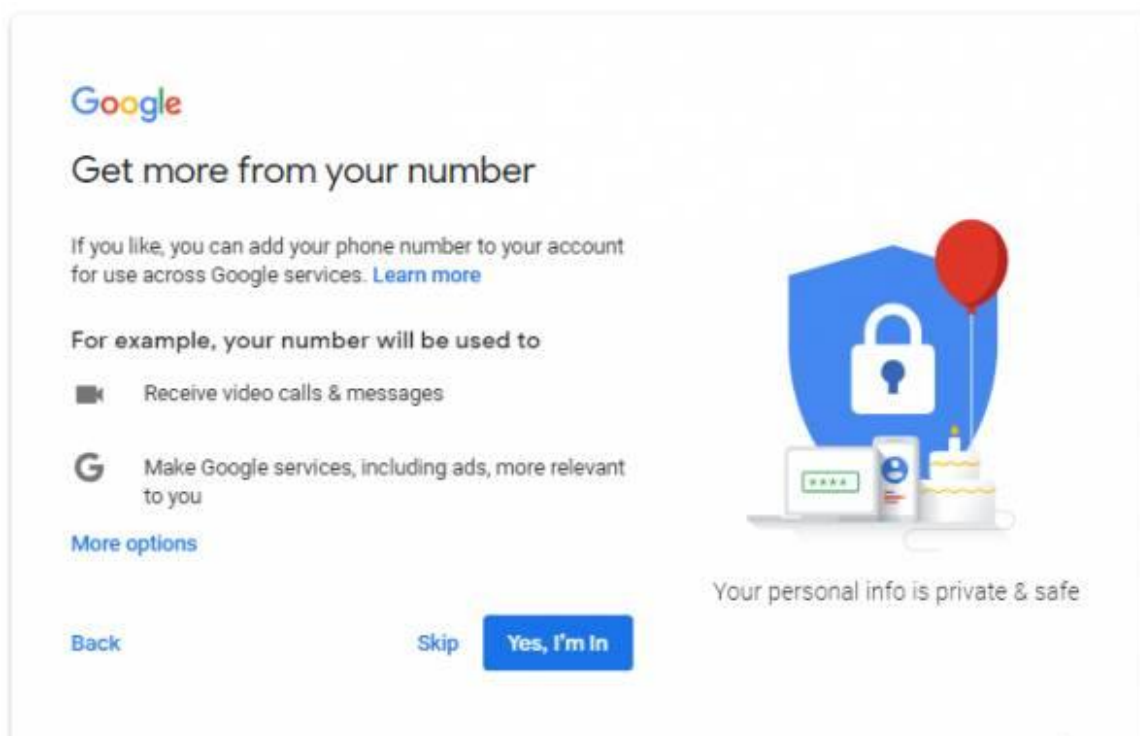 Google
Get more from your number
If you like, you can add your phone number to your account
for use across Google services. Learn more
For example, your number will be used to
Receive video calls & messages
G
Make Google services, including ads, more relevant
to you
More options
Back
Skip
Yes, I'm In
****
Your personal info is private & safe